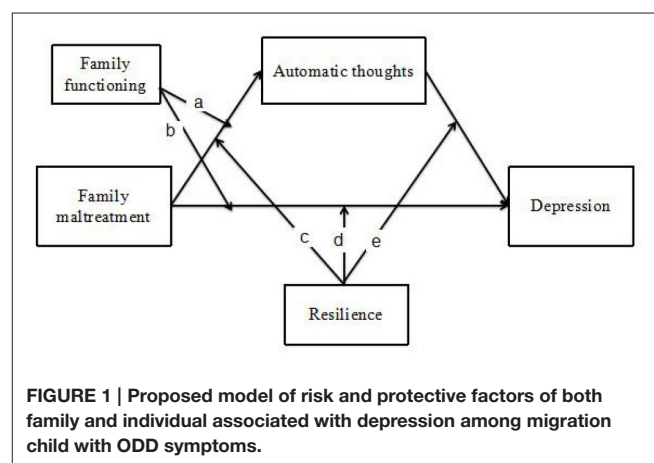 Family
functioning
Automatic thoughts
a
b
Family
maltreatment
Depression
c
d
e
Resilience
FIGURE 1 | Proposed model of risk and protective factors of both
family and individual associated with depression among migration
child with ODD symptoms.